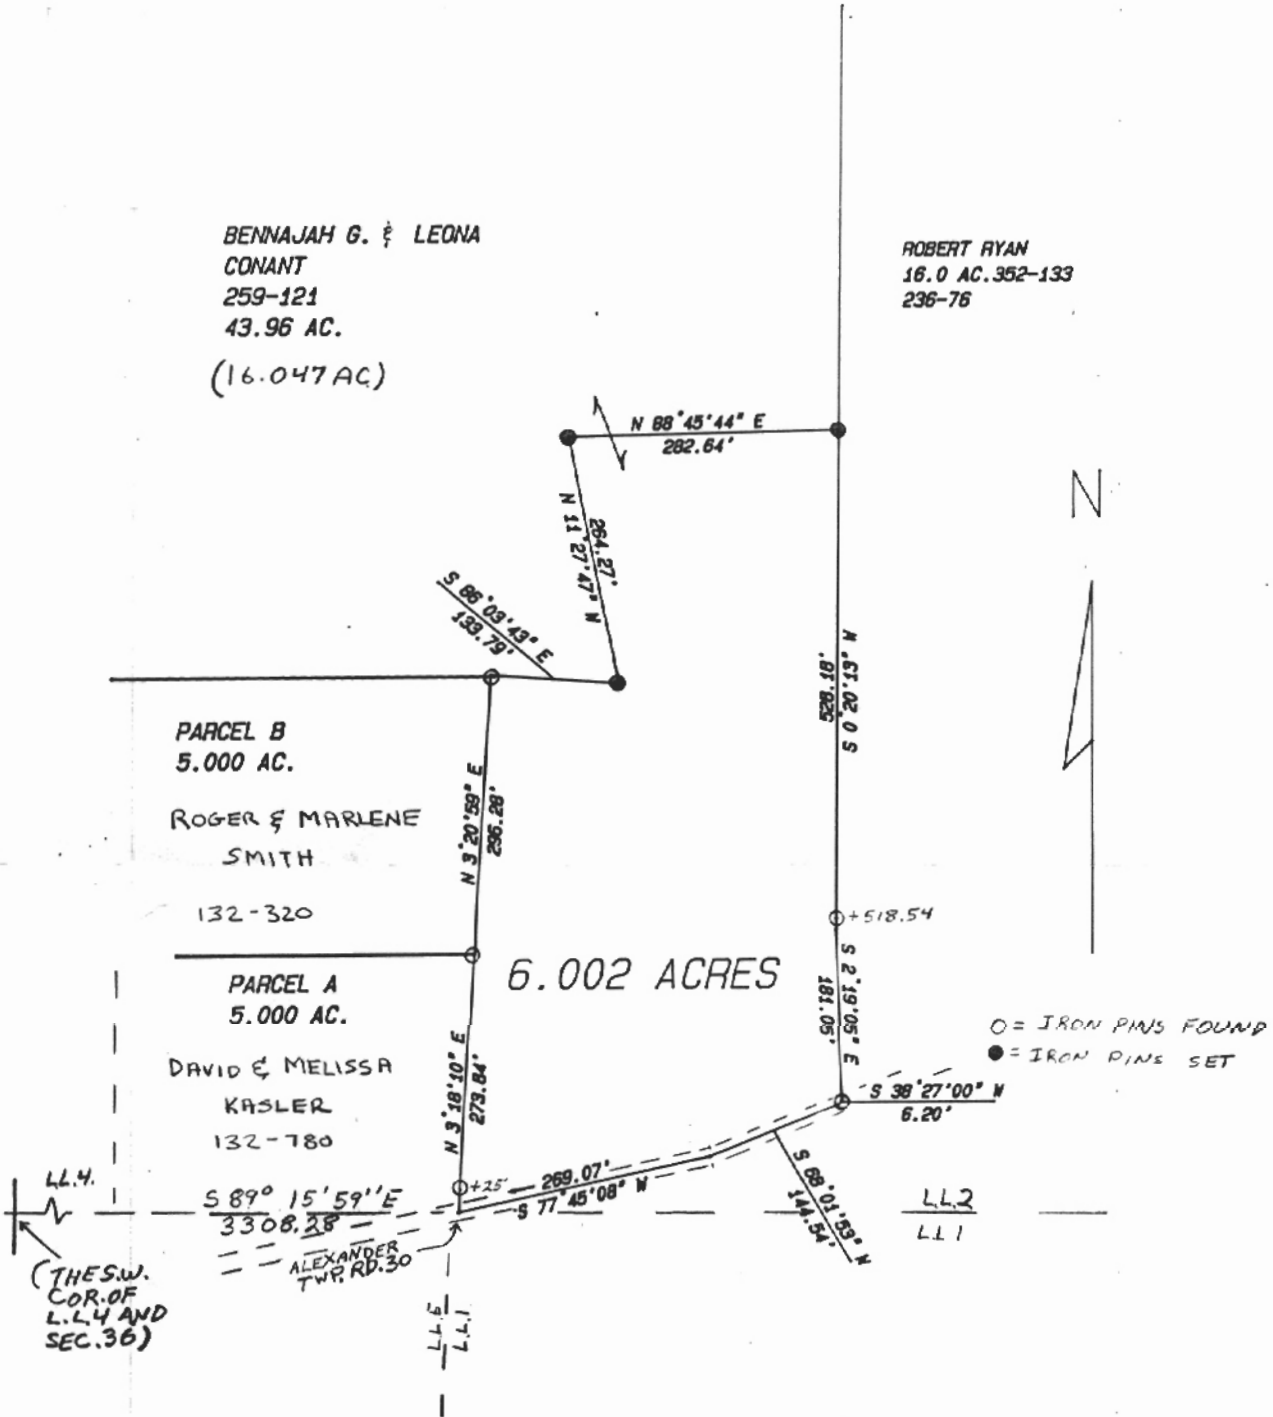 BENNAJAH G. & LEONA
CONANT
259-121
43.96 AC.
(16.047 AC)
ROBERT RYAN
16.0 AC. 352-133
236-76
N 88°45'44" E
282.64'
N
N 11°27'47" W
264.27'
S 86°03'43" E
133.79'
S 0°20'13" W
528.18'
PARCEL B
5.000 AC.
ROGER & MARLENE
SMITH
132-320
N 3°20'59" E
296.28'
+518.54
6.002 ACRES
S 2°19'05" E
181.05'
PARCEL A
5.000 AC.
DAVID & MELISSA
KASLER
132-780
N 3°18'10" E
273.84'
O = IRON PINS FOUND
● = IRON PINS SET
S 38°27'00" W
6.20'
L.L.4.
S 89° 15' 59" E
3308.28
+25'
269.07'
S 77°45'08" W
S 68°01'53" W
144.54'
L.L.2
L.L.1
ALEXANDER
TWP. RD. 30
(THE S.W.
COR. OF
L.L.4 AND
SEC. 36)
L.L.1